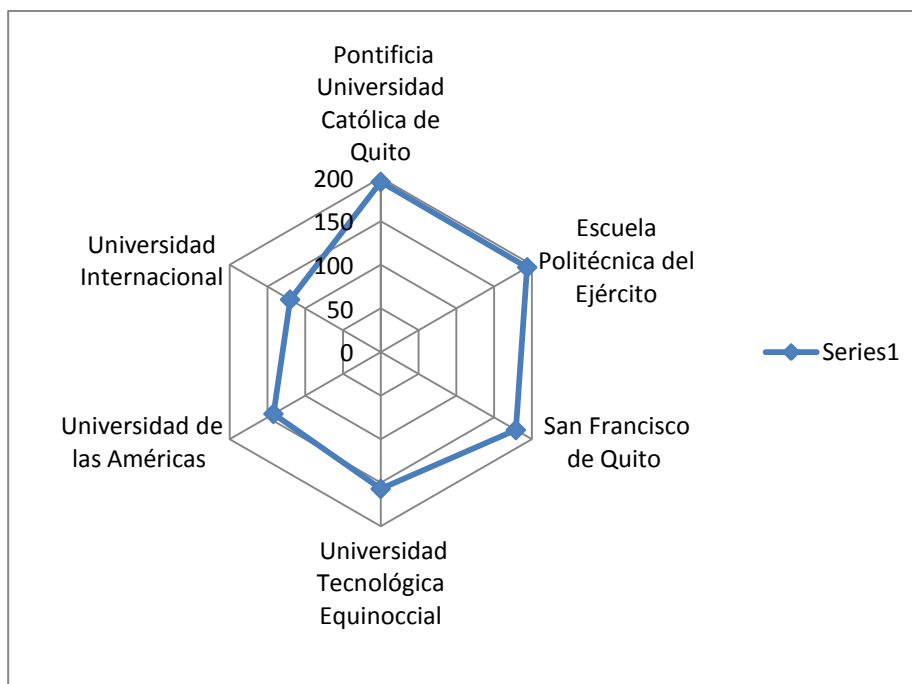 Pontificia
Universidad
Católica de
Quito
200
150
100
50
0
Escuela
Politécnica del
Ejército
San Francisco
de Quito
Universidad
Tecnológica
Equinoccial
Universidad de
las Américas
Universidad
Internacional
Series1